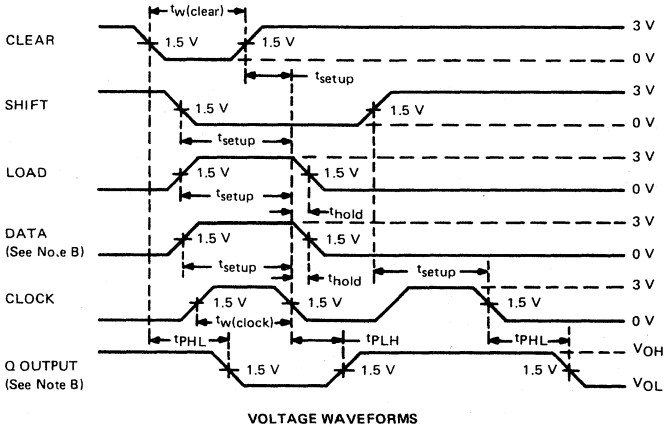 tw(clear)
CLEAR
1.5 V
1.5 V
3 V
0 V
tsetup
SHIFT
1.5 V
1.5 V
3 V
0 V
tsetup
LOAD
1.5 V
3 V
0 V
tsetup
thold
DATA
(See No.e B)
1.5 V
1.5 V
3 V
0 V
tsetup
thold
tsetup
CLOCK
1.5 V
1.5 V
1.5 V
3 V
0 V
tw(clock)
tPHL
tPLH
tPHL
Q OUTPUT
(See Note B)
1.5 V
1.5 V
1.5 V
VOH
VOL
VOLTAGE WAVEFORMS